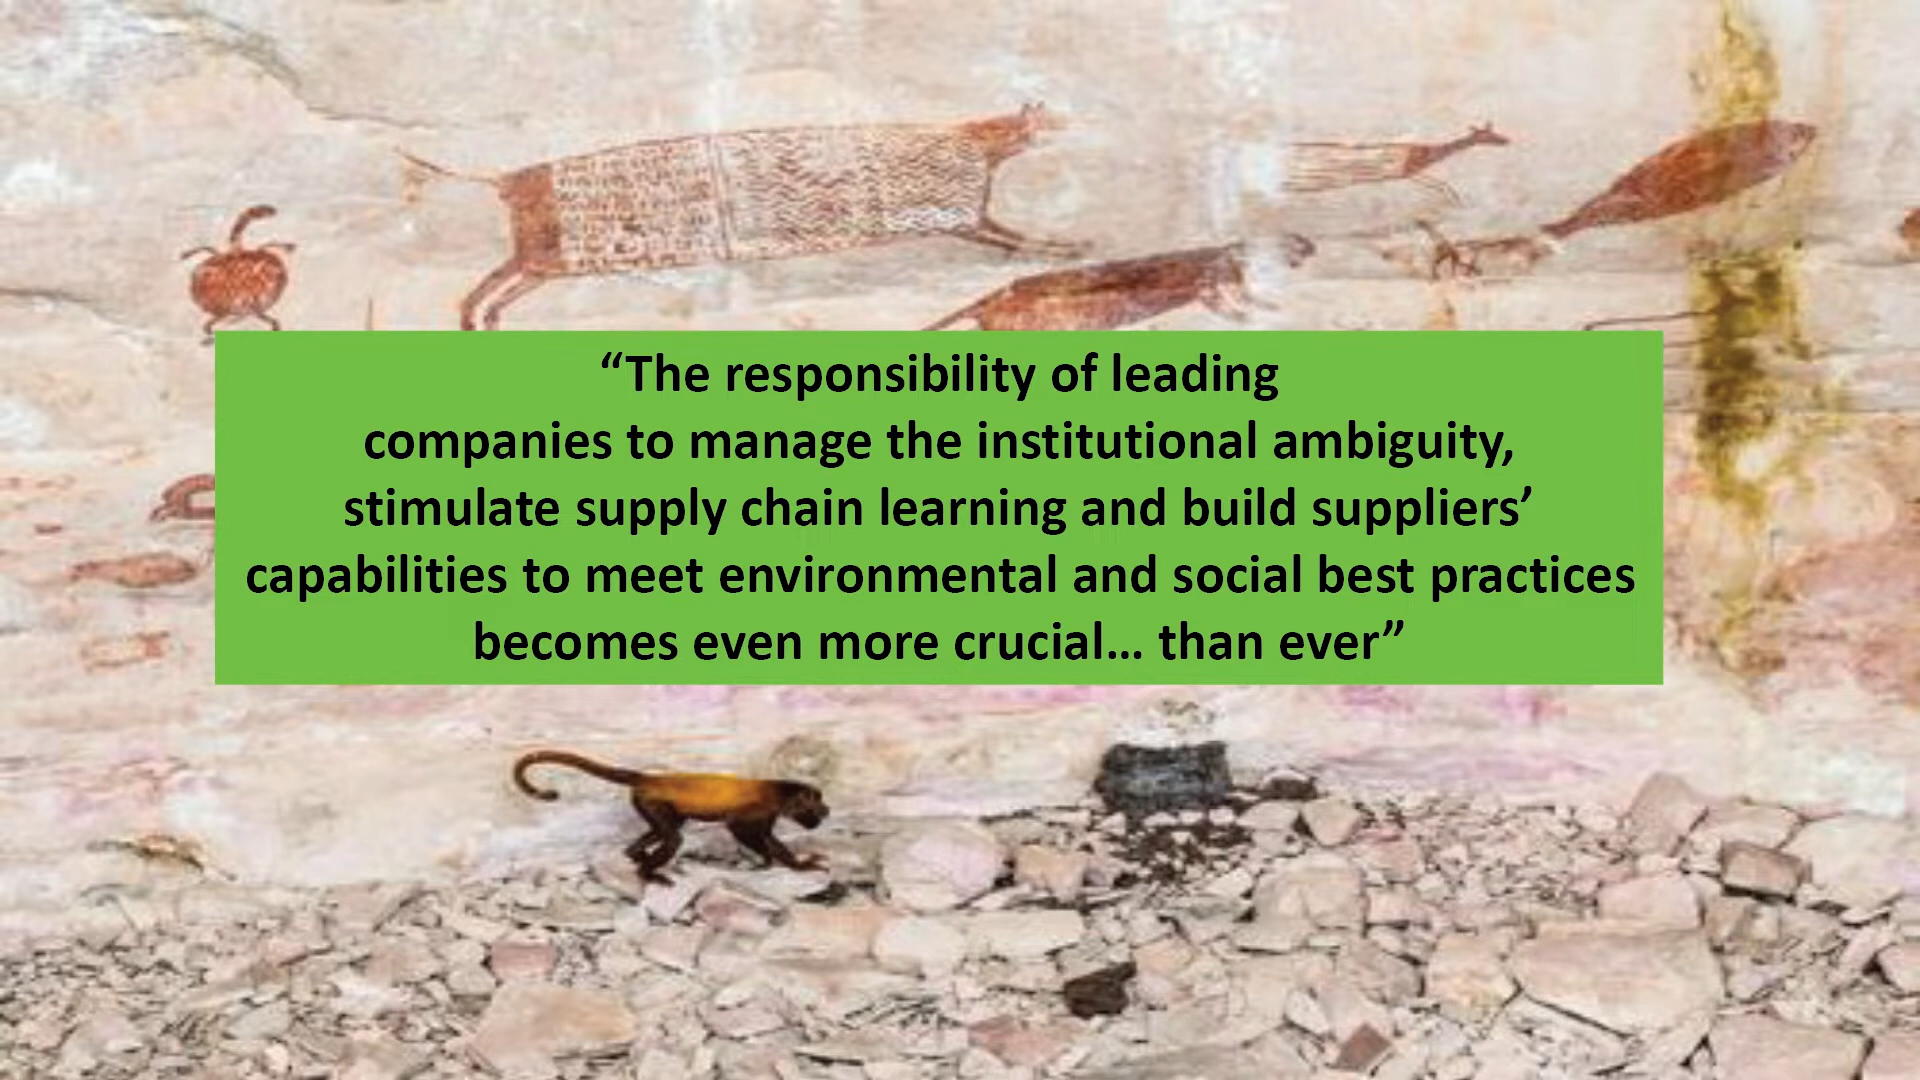 “The responsibility of leading
companies to manage the institutional ambiguity,
stimulate supply chain learning and build suppliers’
capabilities to meet environmental and social best practices
becomes even more crucial... than ever”